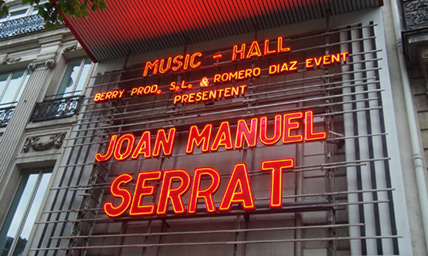 MUSIC - HALL
BERRY PROD. S.L. & ROMERO DIAZ EVENT
PRESENTENT
JOAN MANUEL
SERRAT